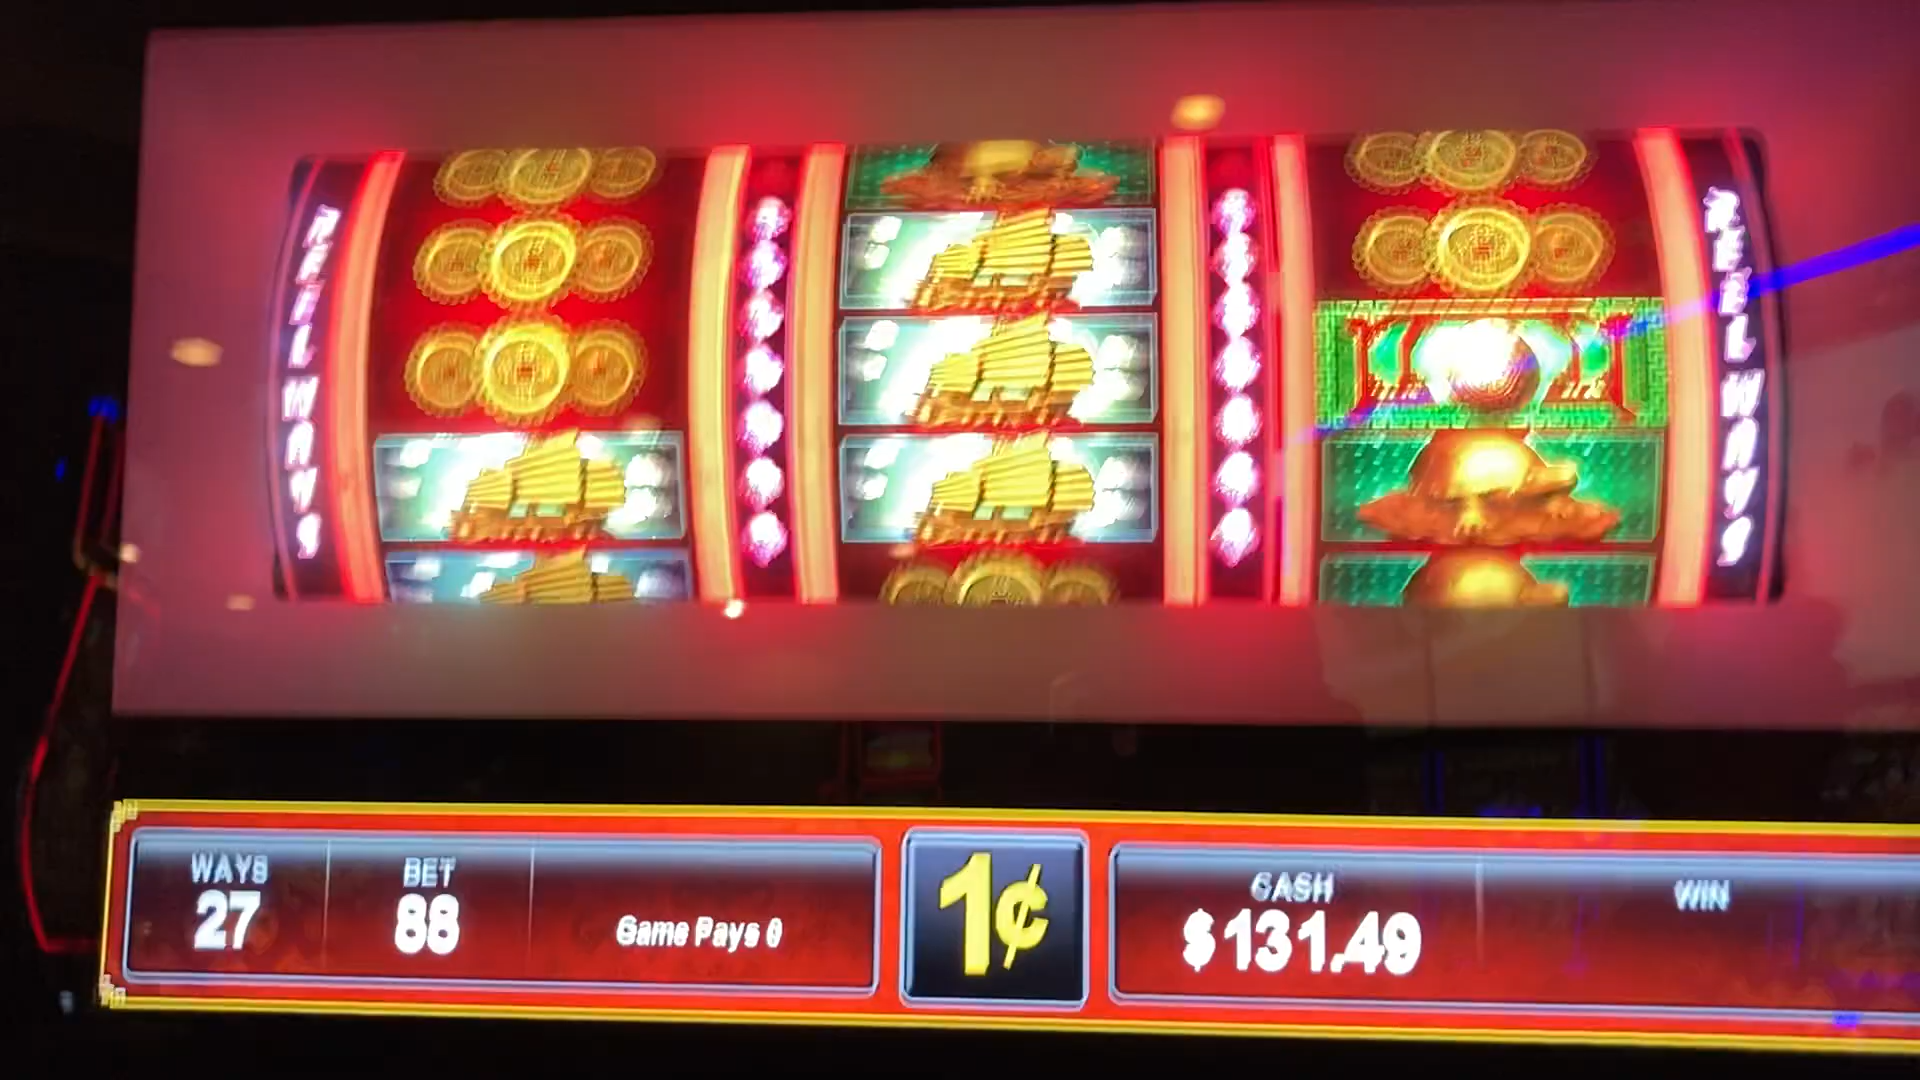 REEL WAYS
REEL WAYS
WAYS
27
BET
88
Game Pays 0
1¢
CASH
$131.49
WIN